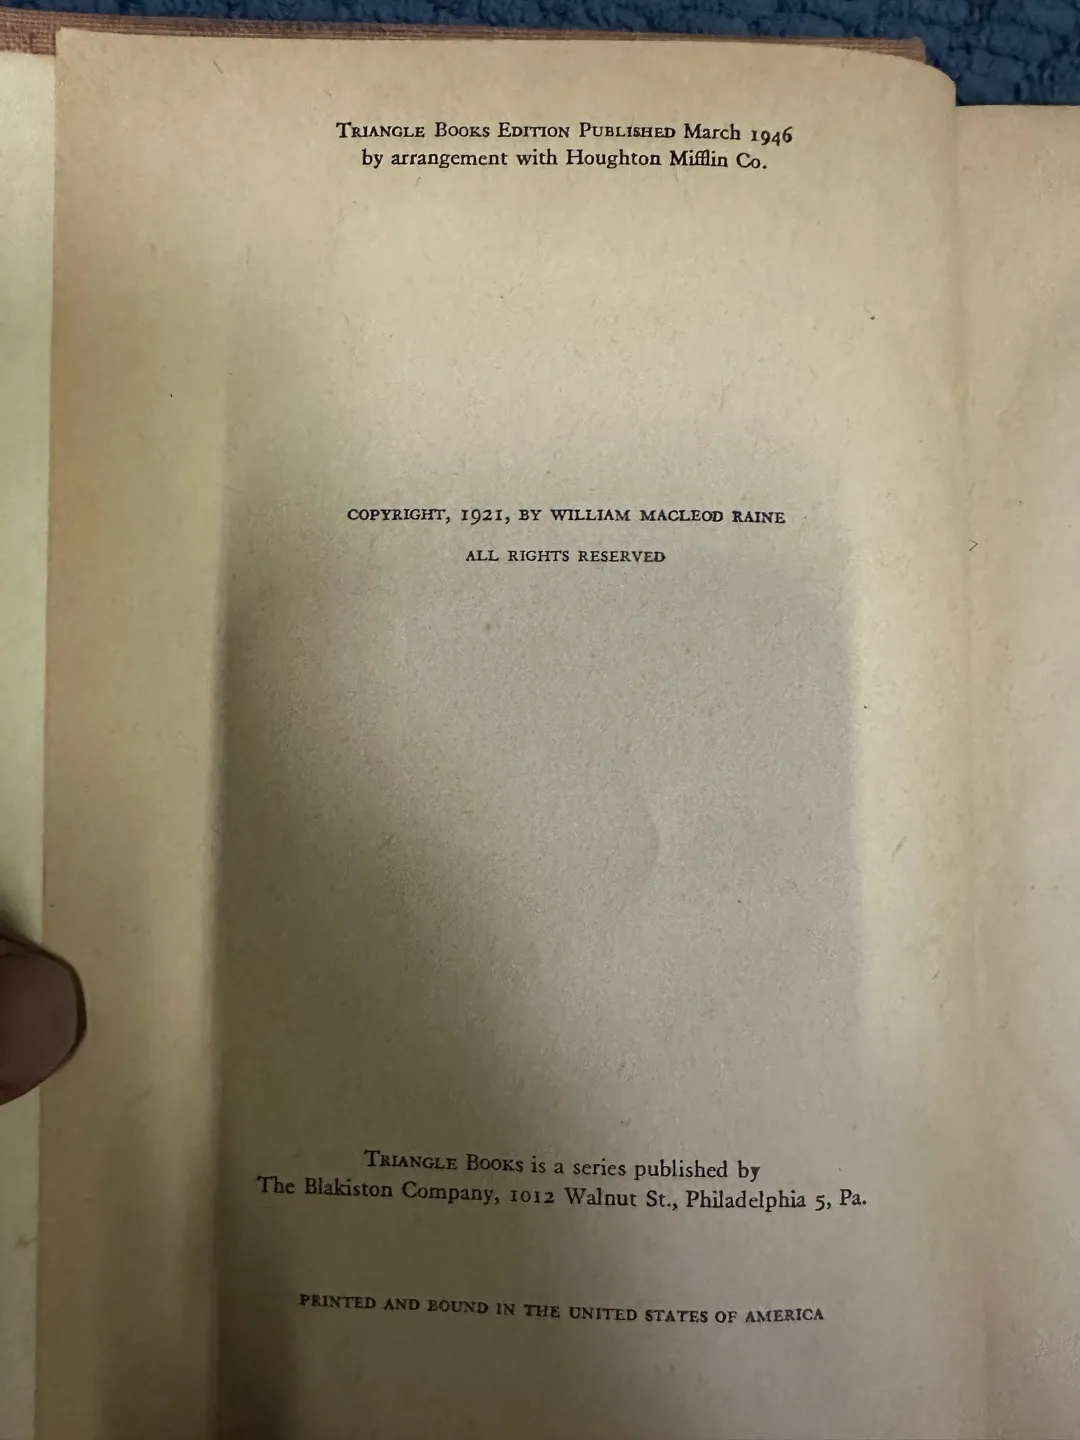 Triangle Books Edition Published March 1946
by arrangement with Houghton Mifflin Co.
COPYRIGHT, 1921, BY WILLIAM MACLEOD RAINE
ALL RIGHTS RESERVED
Triangle Books is a series published by
The Blakiston Company, 1012 Walnut St., Philadelphia 5, Pa.
PRINTED AND BOUND IN THE UNITED STATES OF AMERICA